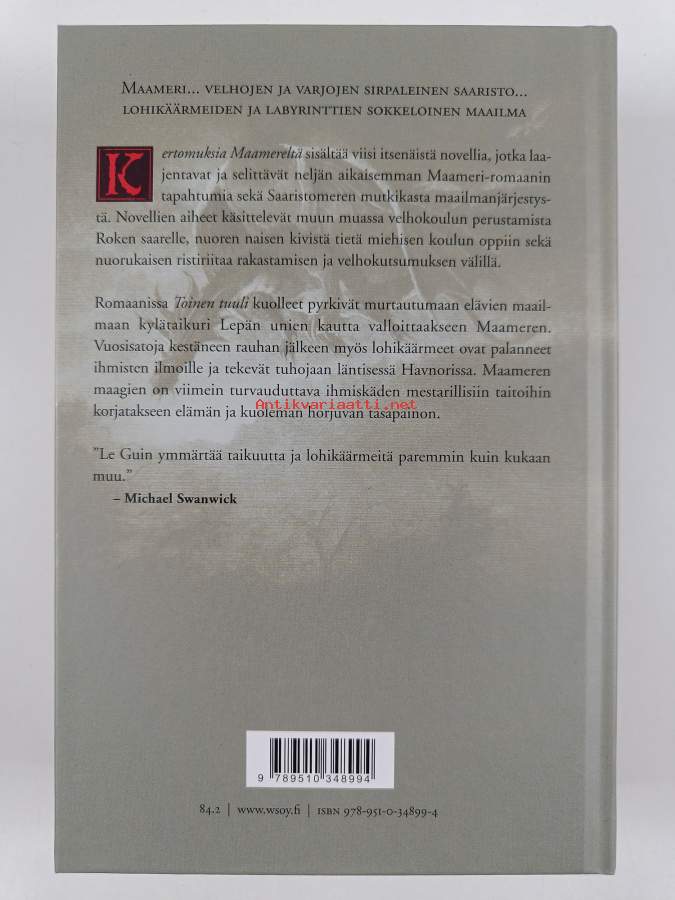 Maameri... velhojen ja varjojen sirpaleinen saaristo...
lohikäärmeiden ja labyrinttien sokkeloinen maailma
Kertomuksia Maamereltä sisältää viisi itsenäistä novellia, jotka laa-
jentavat ja selittävät neljän aikaisemman Maameri-romaanin
tapahtumia sekä Saaristomeren mutkikasta maailmanjärjesty-
stä. Novellien aiheet käsittelevät muun muassa velhokoulun perustamista
Roken saarelle, nuoren naisen kivistä tietä miehisen koulun oppiin sekä
nuorukaisen ristiriitaa rakastamisen ja velhokutsumuksen välillä.
Romaanissa Toinen tuuli kuolleet pyrkivät murtautumaan elävien maail-
maan kylätaikuri Lepän unien kautta valloittaakseen Maameren.
Vuosisatoja kestäneen rauhan jälkeen myös lohikäärmeet ovat palanneet
ihmisten ilmoille ja tekevät tuhojaan läntisessä Havnorissa. Maameren
maagien on viimein turvauduttava ihmiskäden mestarillisiin taitoihin
Antikvariaatti.net
korjatakseen elämän ja kuoleman horjuvan tasapainon.
”Le Guin ymmärtää taikuutta ja lohikäärmeitä paremmin kuin kukaan
muu.”
– Michael Swanwick
9 789510 348994
84.2 | www.wsoy.fi | ISBN 978-951-0-34899-4